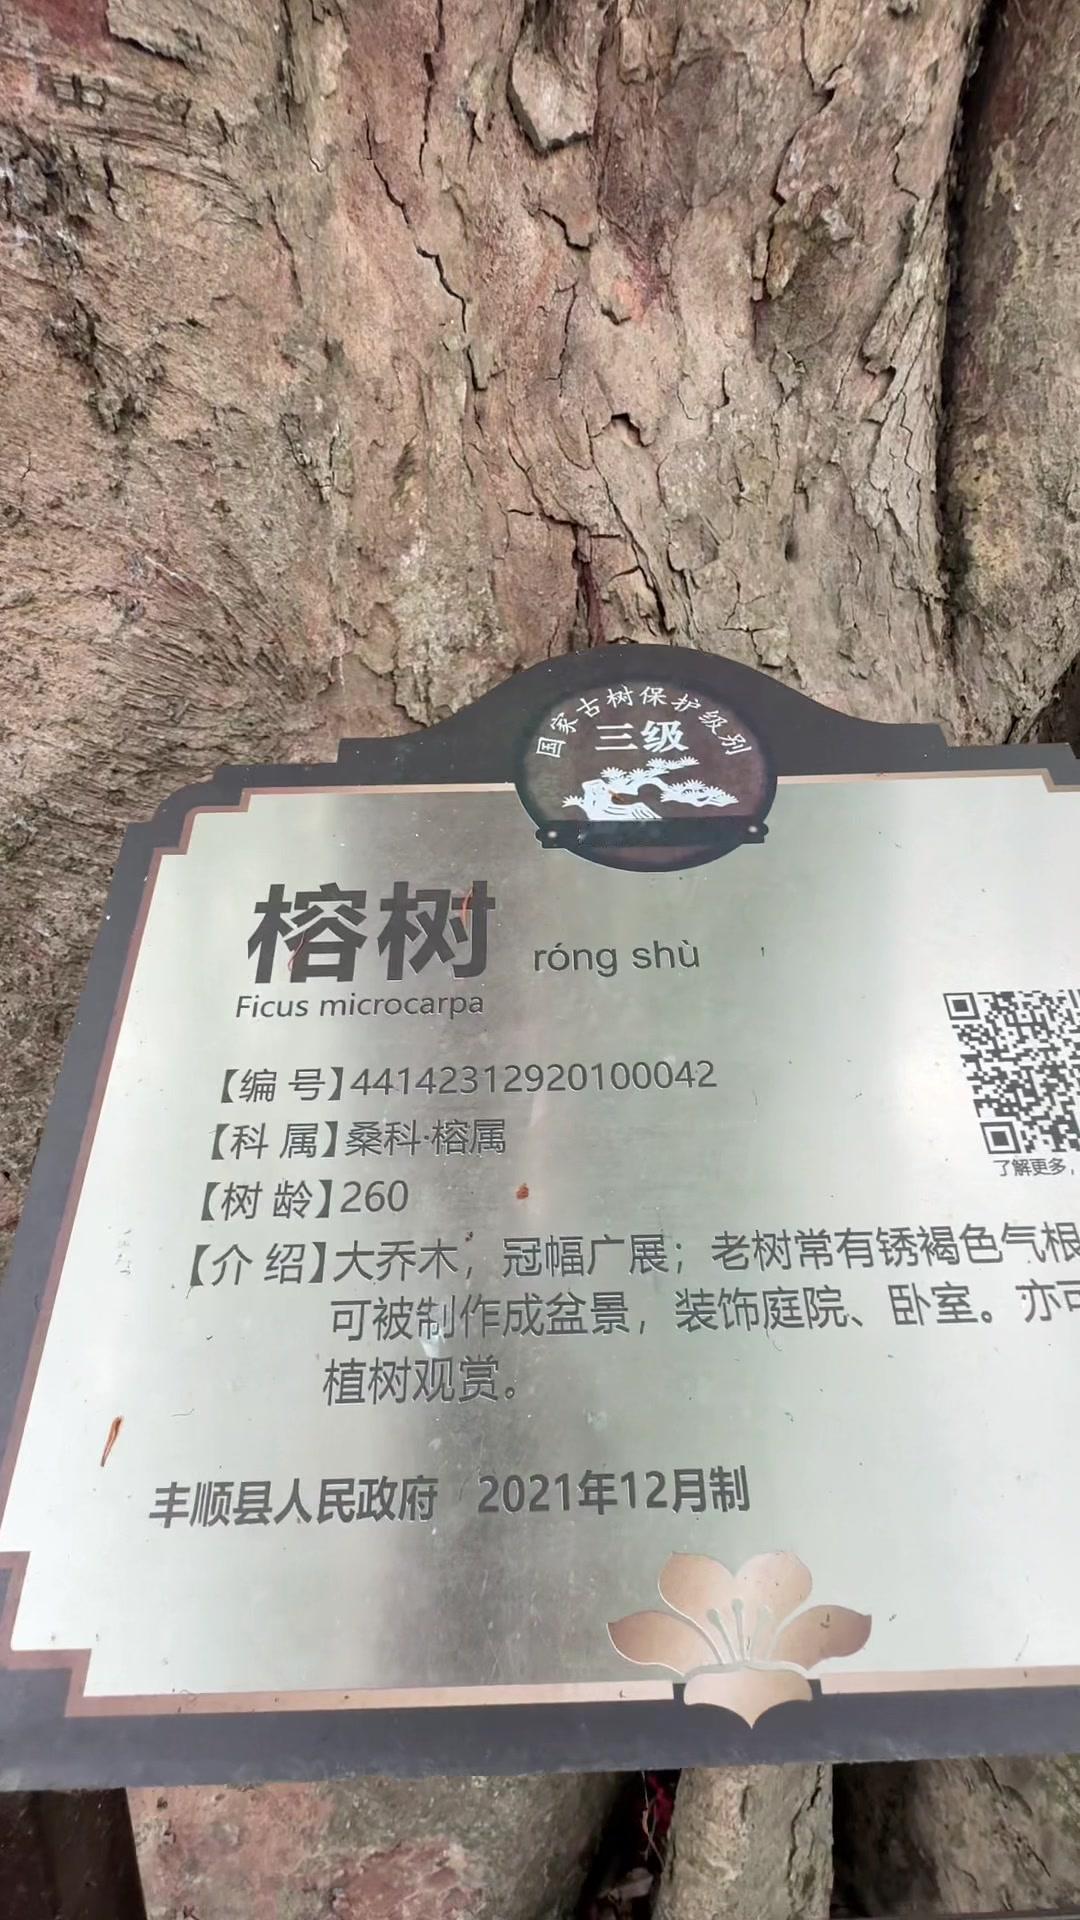 国家古树保护级别
三级
榕树 róng shù
Ficus microcarpa
【编 号】44142312920100042
【科 属】桑科·榕属
【树 龄】260
【介 绍】大乔木，冠幅广展；老树常有锈褐色气根
可被制作成盆景，装饰庭院、卧室。亦可
植树观赏。
了解更多，
丰顺县人民政府 2021年12月制